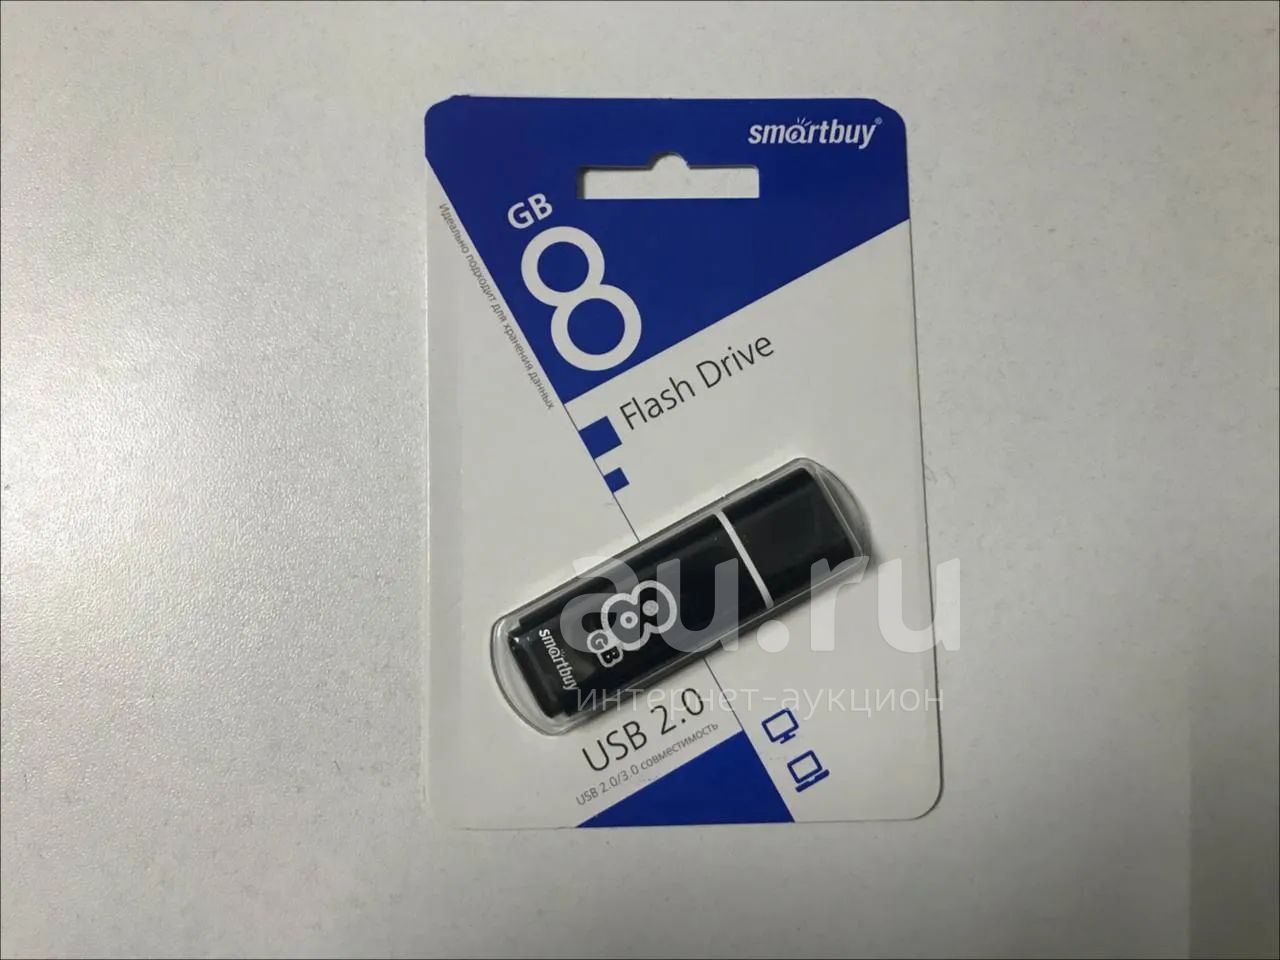 smartbuy®
GB
8
Идеально подходит для хранения данных
Flash Drive
8
GB
smartbuy
au.ru
интернет-аукцион
USB 2.0
USB 2.0/3.0 совместимость